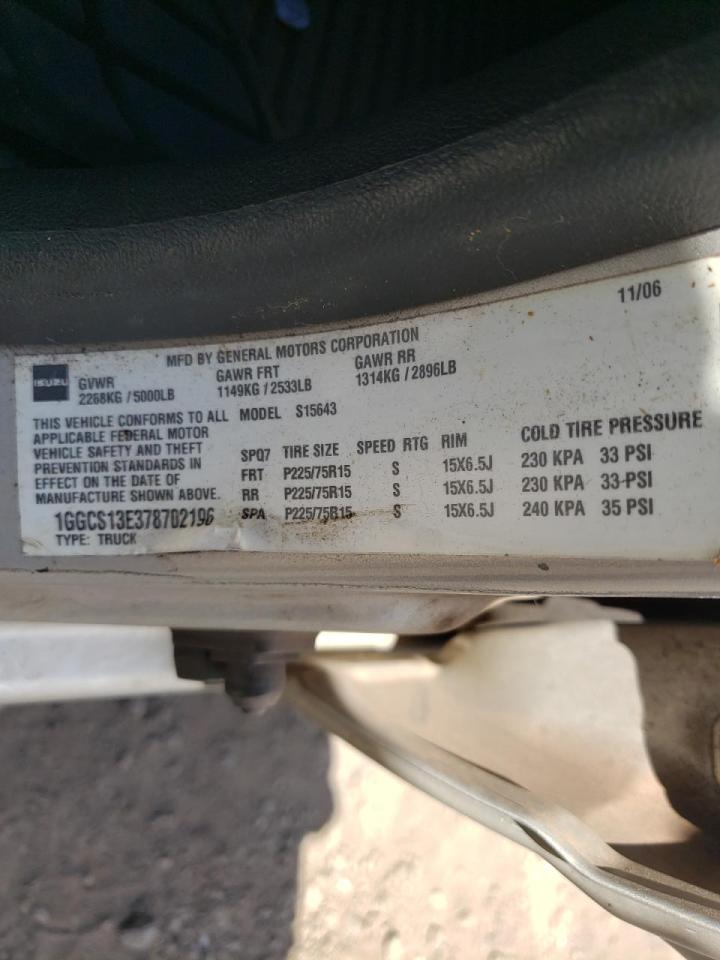 11/06
MFD BY GENERAL MOTORS CORPORATION
ISUZU
GVWR GAWR FRT GAWR RR
2268KG / 5000LB 1149KG / 2533LB 1314KG / 2896LB
THIS VEHICLE CONFORMS TO ALL
APPLICABLE FEDERAL MOTOR
VEHICLE SAFETY AND THEFT
PREVENTION STANDARDS IN
EFFECT ON THE DATE OF
MANUFACTURE SHOWN ABOVE.
1GGCS13E378702196
TYPE: TRUCK
MODEL S15643
SPQ7 TIRE SIZE SPEED RTG RIM COLD TIRE PRESSURE
FRT P225/75R15 S 15X6.5J 230 KPA 33 PSI
RR P225/75R15 S 15X6.5J 230 KPA 33 PSI
SPA P225/75R15 S 15X6.5J 240 KPA 35 PSI